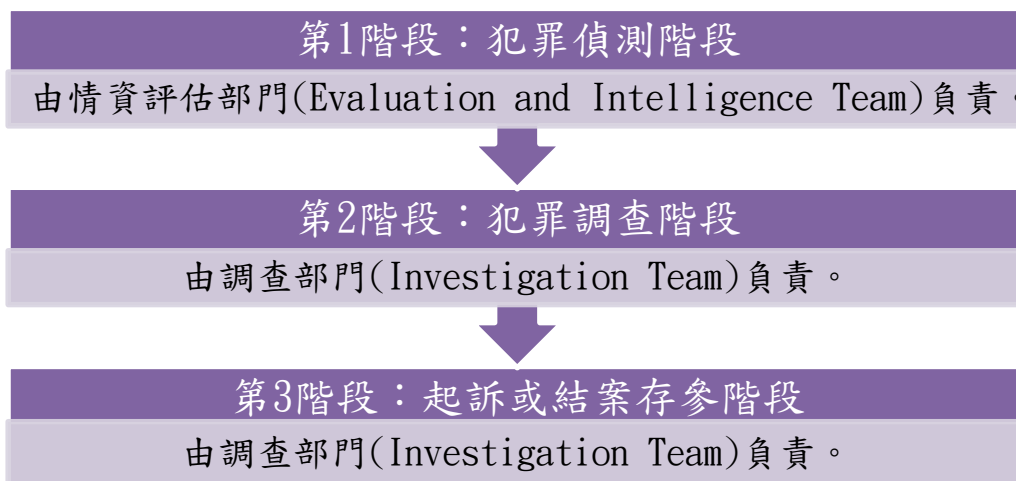 第1階段：犯罪偵測階段
由情資評估部門(Evaluation and Intelligence Team)負責。
第2階段：犯罪調查階段
由調查部門(Investigation Team)負責。
第3階段：起訴或結案存參階段
由調查部門(Investigation Team)負責。